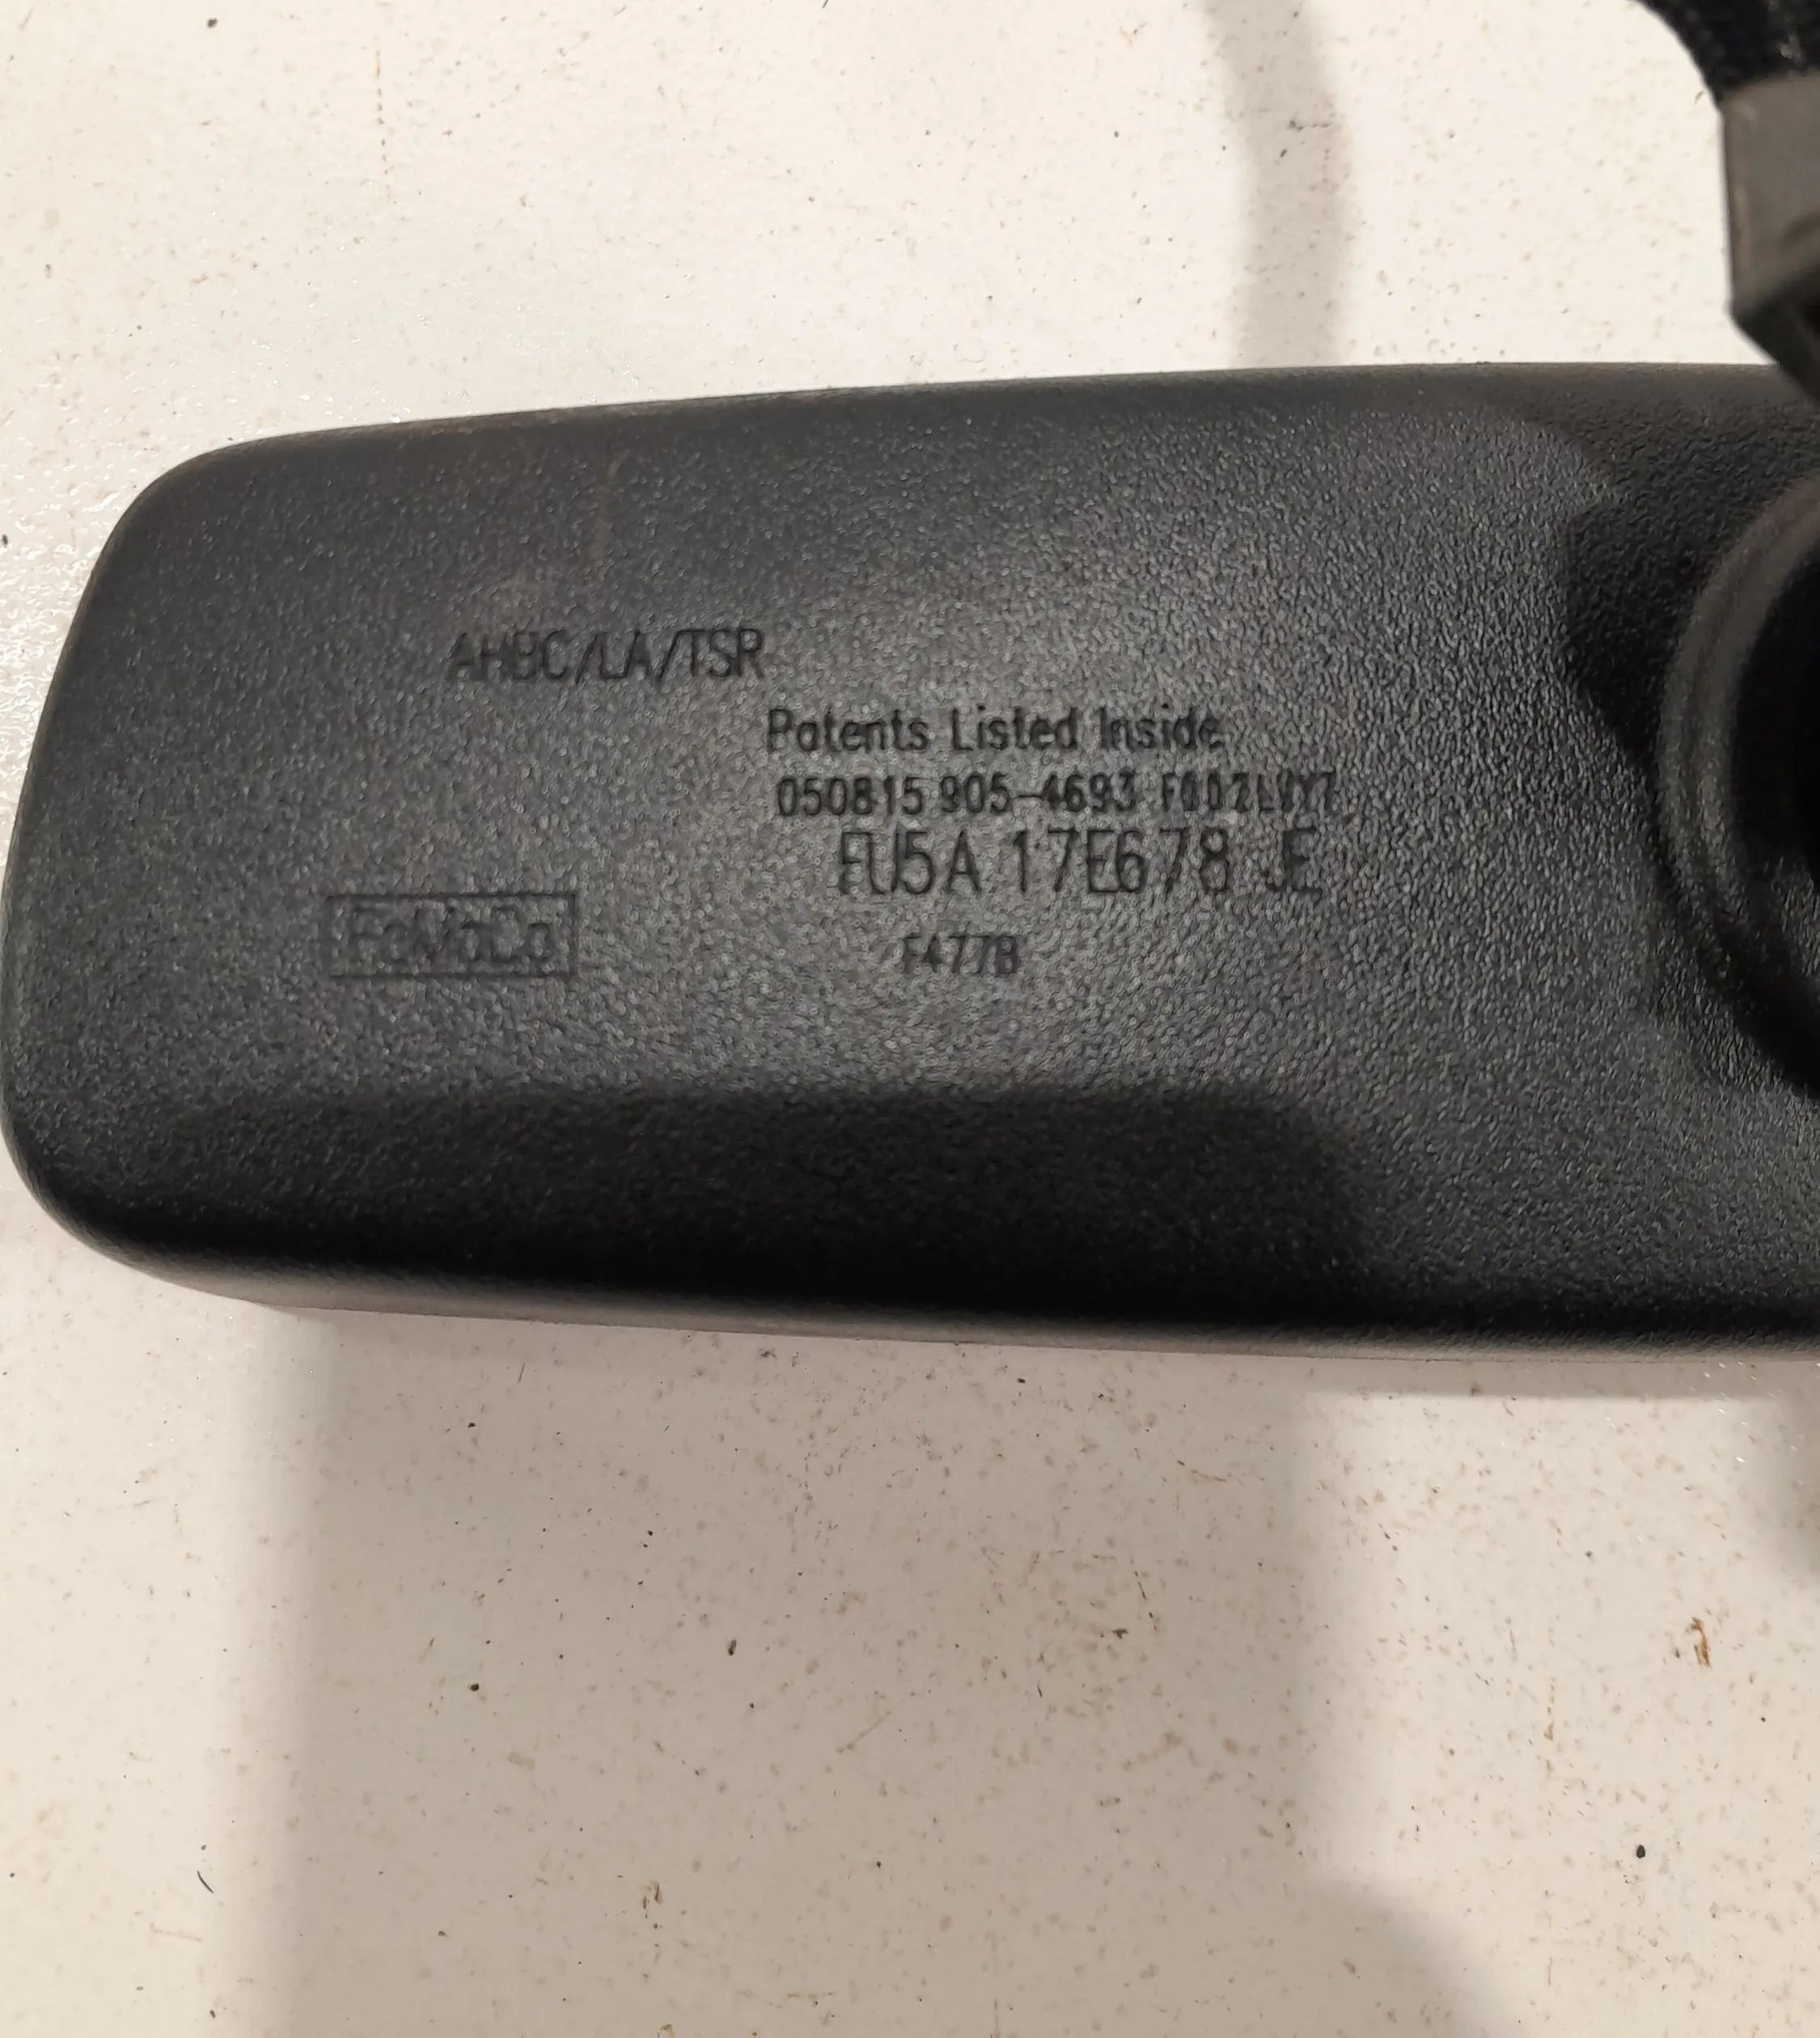 AHBC/LA/TSR
Patents Listed Inside
050815 905-4693
FU5A 17E678 JE
FoMoCo
F477B